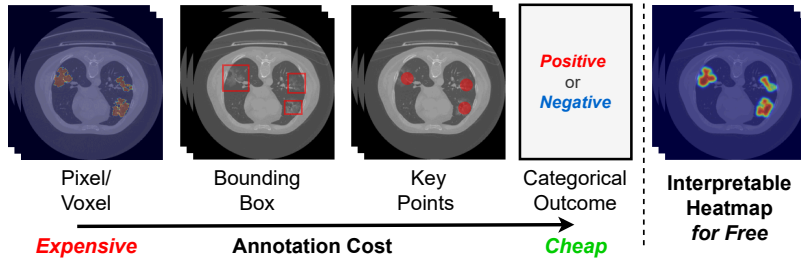 Positive
or
Negative
Pixel/
Voxel
Bounding
Box
Key
Points
Categorical
Outcome
Interpretable
Heatmap
for Free
Expensive
Annotation Cost
Cheap